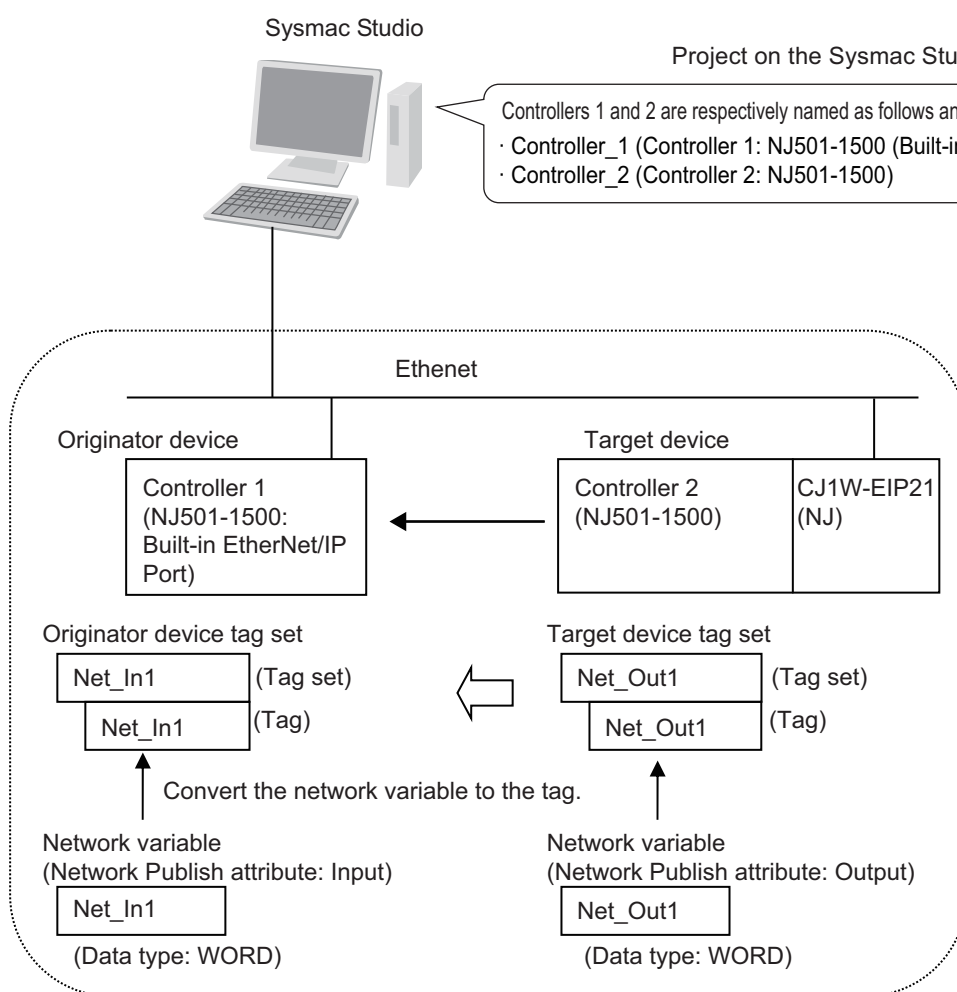 Sysmac Studio
Project on the Sysmac
Controllers 1 and 2 are respectively named as follows
· Controller_1 (Controller 1: NJ501-1500
· Controller_2 (Controller 2: NJ501-1500)
Ethenet
Originator device
Target device
Controller 1
(NJ501-1500:
Built-in EtherNet/IP
Port)
Controller 2
(NJ501-1500)
CJ1W-EIP21
(NJ)
Originator device tag set
Target device tag set
Net_In1
(Tag set)
Net_In1
(Tag)
Net_Out1
(Tag set)
Net_Out1
(Tag)
Convert the network variable to the tag.
Network variable
(Network Publish attribute: Input)
Net_In1
(Data type: WORD)
Network variable
(Network Publish attribute: Output)
Net_Out1
(Data type: WORD)